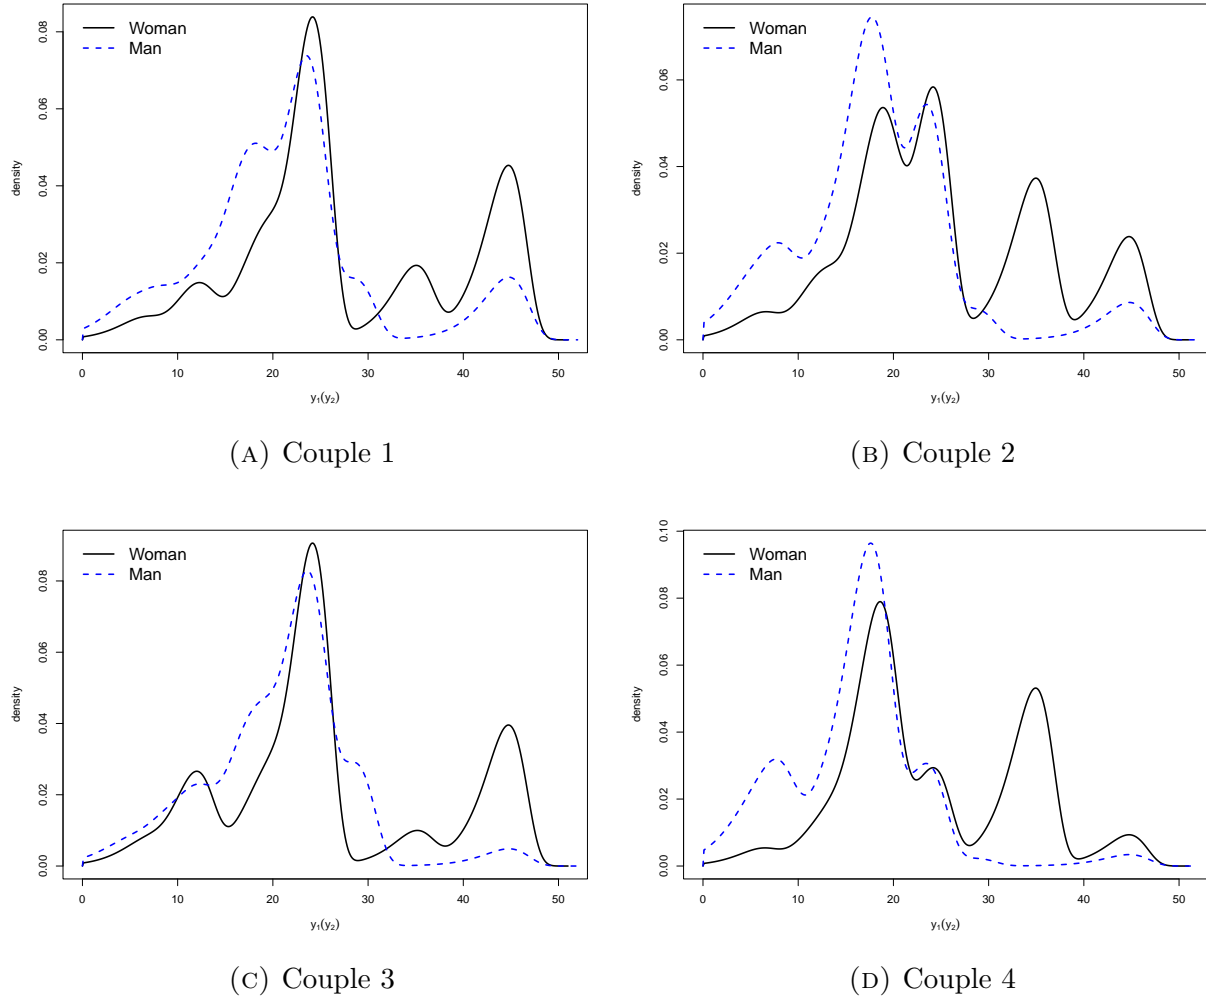 Woman
Man
density
0.00 0.02 0.04 0.06 0.08
0 10 20 30 40 50
y₁(y₂)
(A) Couple 1
Woman
Man
density
0.00 0.02 0.04 0.06
0 10 20 30 40 50
y₁(y₂)
(B) Couple 2
Woman
Man
density
0.00 0.02 0.04 0.06 0.08
0 10 20 30 40 50
y₁(y₂)
(C) Couple 3
Woman
Man
density
0.00 0.02 0.04 0.06 0.08 0.10
0 10 20 30 40 50
y₁(y₂)
(D) Couple 4